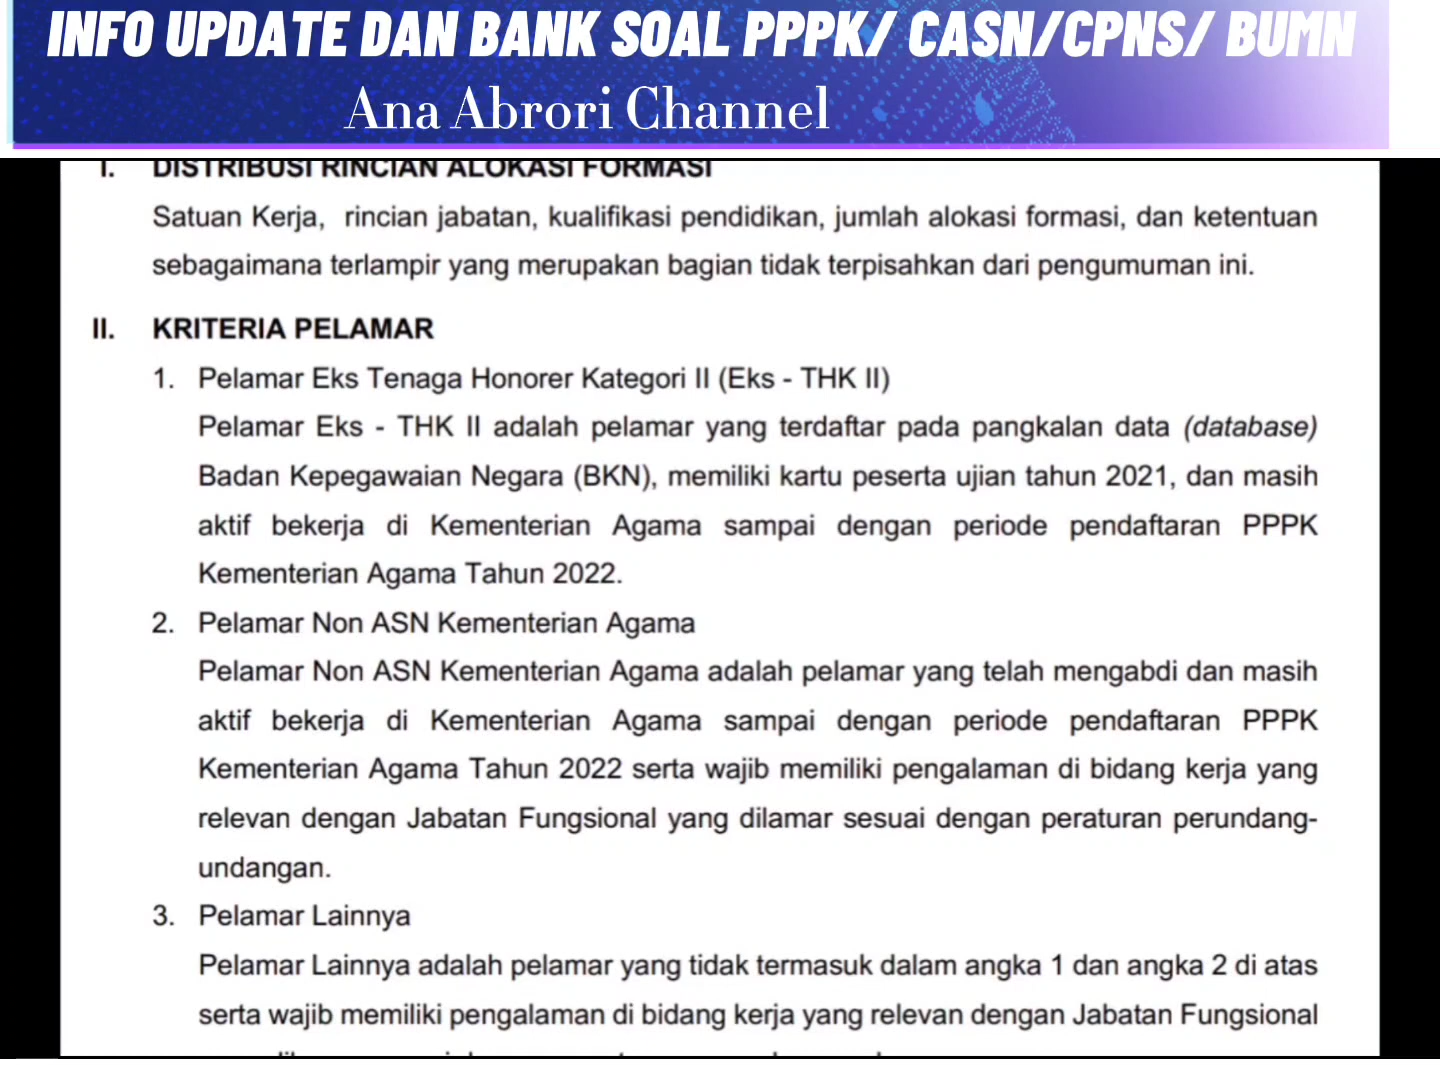 INFO UPDATE DAN BANK SOAL PPPK/ CASN/CPNS/ BUMN
Ana Abrori Channel
I. DISTRIBUSI RINCIAN ALOKASI FORMASI
Satuan Kerja, rincian jabatan, kualifikasi pendidikan, jumlah alokasi formasi, dan ketentuan
sebagaimana terlampir yang merupakan bagian tidak terpisahkan dari pengumuman ini.
II. KRITERIA PELAMAR
1. Pelamar Eks Tenaga Honorer Kategori II (Eks - THK II)
Pelamar Eks - THK II adalah pelamar yang terdaftar pada pangkalan data (database)
Badan Kepegawaian Negara (BKN), memiliki kartu peserta ujian tahun 2021, dan masih
aktif bekerja di Kementerian Agama sampai dengan periode pendaftaran PPPK
Kementerian Agama Tahun 2022.
2. Pelamar Non ASN Kementerian Agama
Pelamar Non ASN Kementerian Agama adalah pelamar yang telah mengabdi dan masih
aktif bekerja di Kementerian Agama sampai dengan periode pendaftaran PPPK
Kementerian Agama Tahun 2022 serta wajib memiliki pengalaman di bidang kerja yang
relevan dengan Jabatan Fungsional yang dilamar sesuai dengan peraturan perundang-
undangan.
3. Pelamar Lainnya
Pelamar Lainnya adalah pelamar yang tidak termasuk dalam angka 1 dan angka 2 di atas
serta wajib memiliki pengalaman di bidang kerja yang relevan dengan Jabatan Fungsional